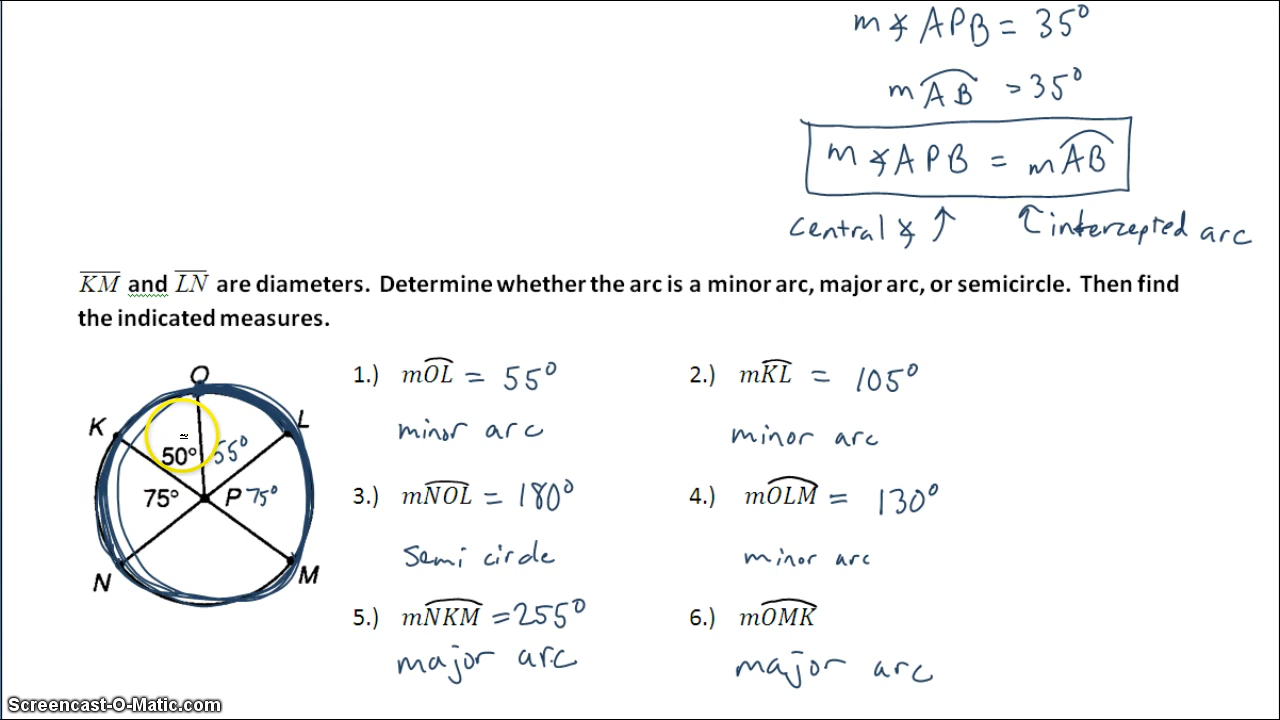 m∡APB = 35°
mAB = 35°
m∡APB = mAB
central ∡ ↑ ↑ intercepted arc
KM and LN are diameters. Determine whether the arc is a minor arc, major arc, or semicircle. Then find
the indicated measures.
1.) mOL = 55°
minor arc
2.) mKL = 105°
minor arc
3.) mNOL = 180°
Semi circle
4.) mOLM = 130°
minor arc
5.) mNKM = 255°
major arc
6.) mOMK
major arc
O
K
L
50° 55°
75° P 75°
N
M
Screencast-O-Matic.com